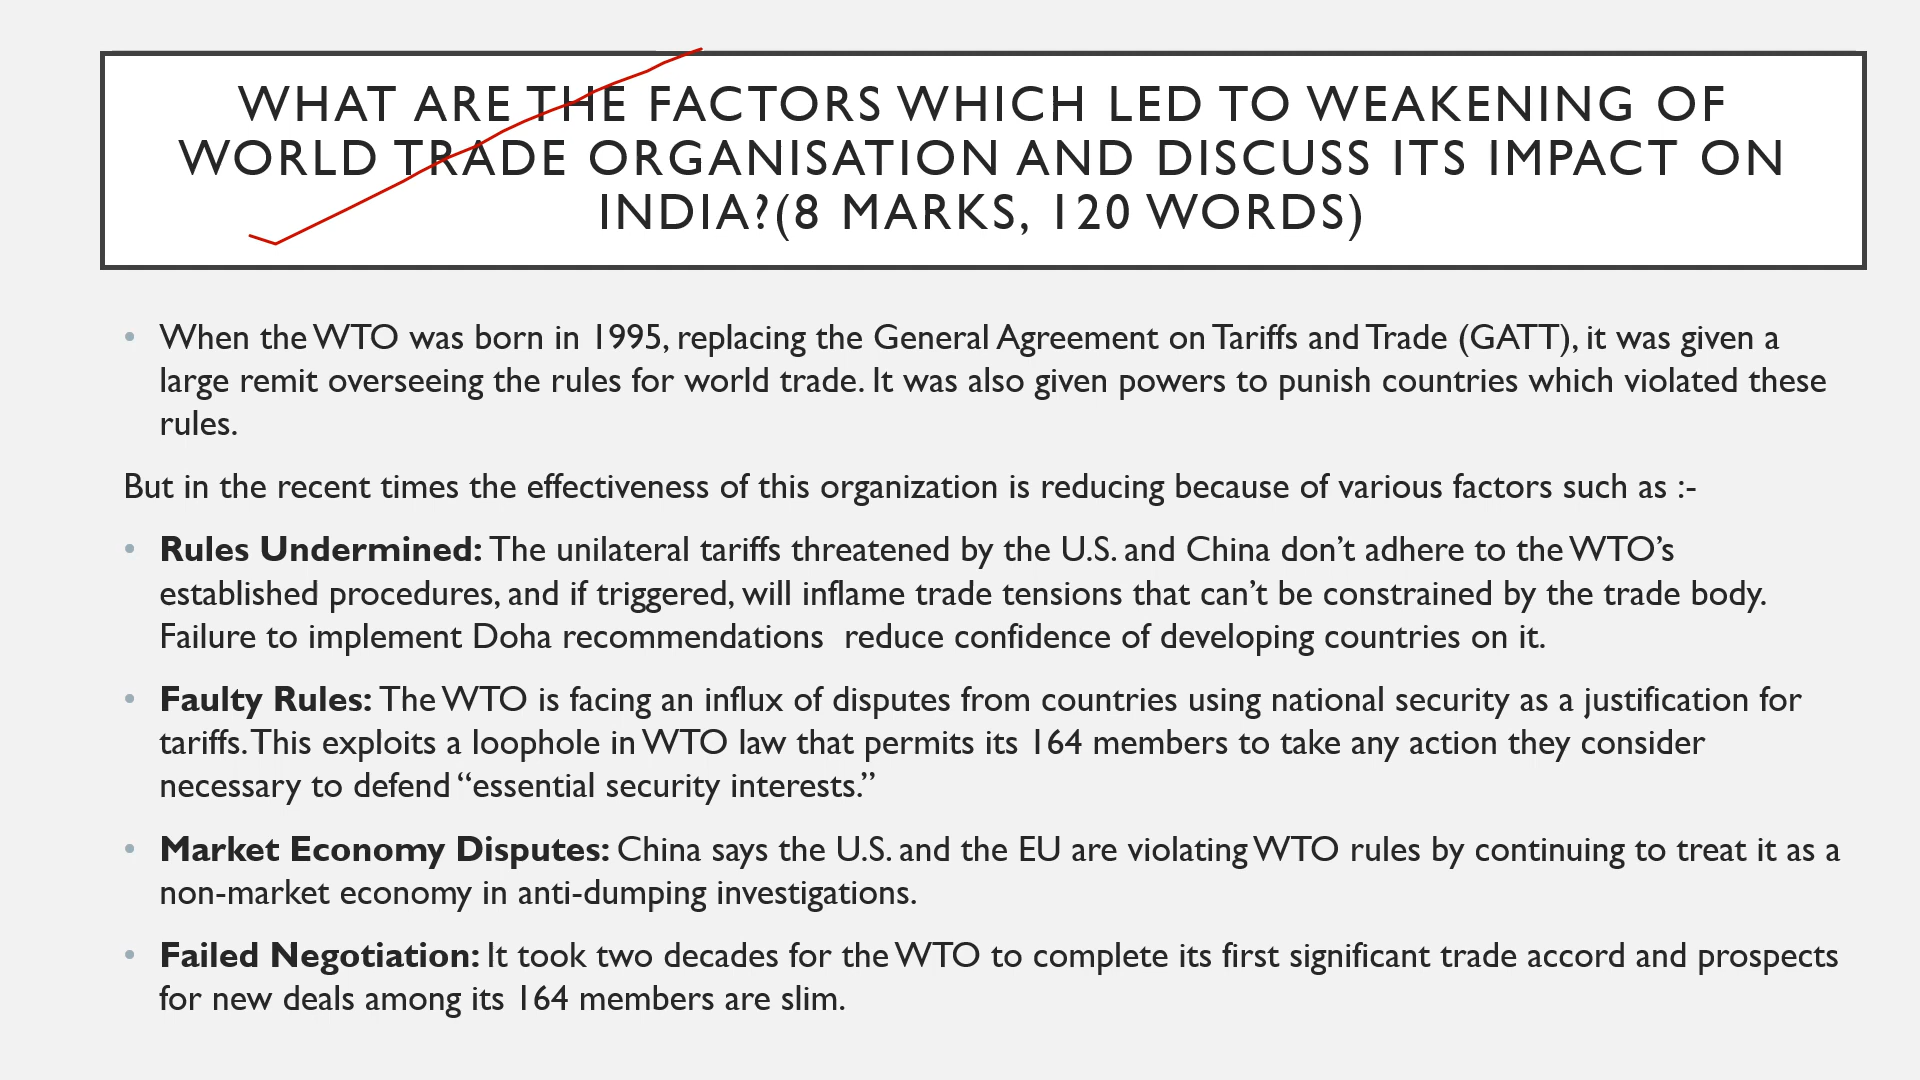 WHAT ARE THE FACTORS WHICH LED TO WEAKENING OF
WORLD TRADE ORGANISATION AND DISCUSS ITS IMPACT ON
INDIA?(8 MARKS, 120 WORDS)
• When the WTO was born in 1995, replacing the General Agreement on Tariffs and Trade (GATT), it was given a
large remit overseeing the rules for world trade. It was also given powers to punish countries which violated these
rules.
But in the recent times the effectiveness of this organization is reducing because of various factors such as :-
• Rules Undermined: The unilateral tariffs threatened by the U.S. and China don’t adhere to the WTO’s
established procedures, and if triggered, will inflame trade tensions that can’t be constrained by the trade body.
Failure to implement Doha recommendations  reduce confidence of developing countries on it.
• Faulty Rules: The WTO is facing an influx of disputes from countries using national security as a justification for
tariffs. This exploits a loophole in WTO law that permits its 164 members to take any action they consider
necessary to defend “essential security interests.”
• Market Economy Disputes: China says the U.S. and the EU are violating WTO rules by continuing to treat it as a
non-market economy in anti-dumping investigations.
• Failed Negotiation: It took two decades for the WTO to complete its first significant trade accord and prospects
for new deals among its 164 members are slim.